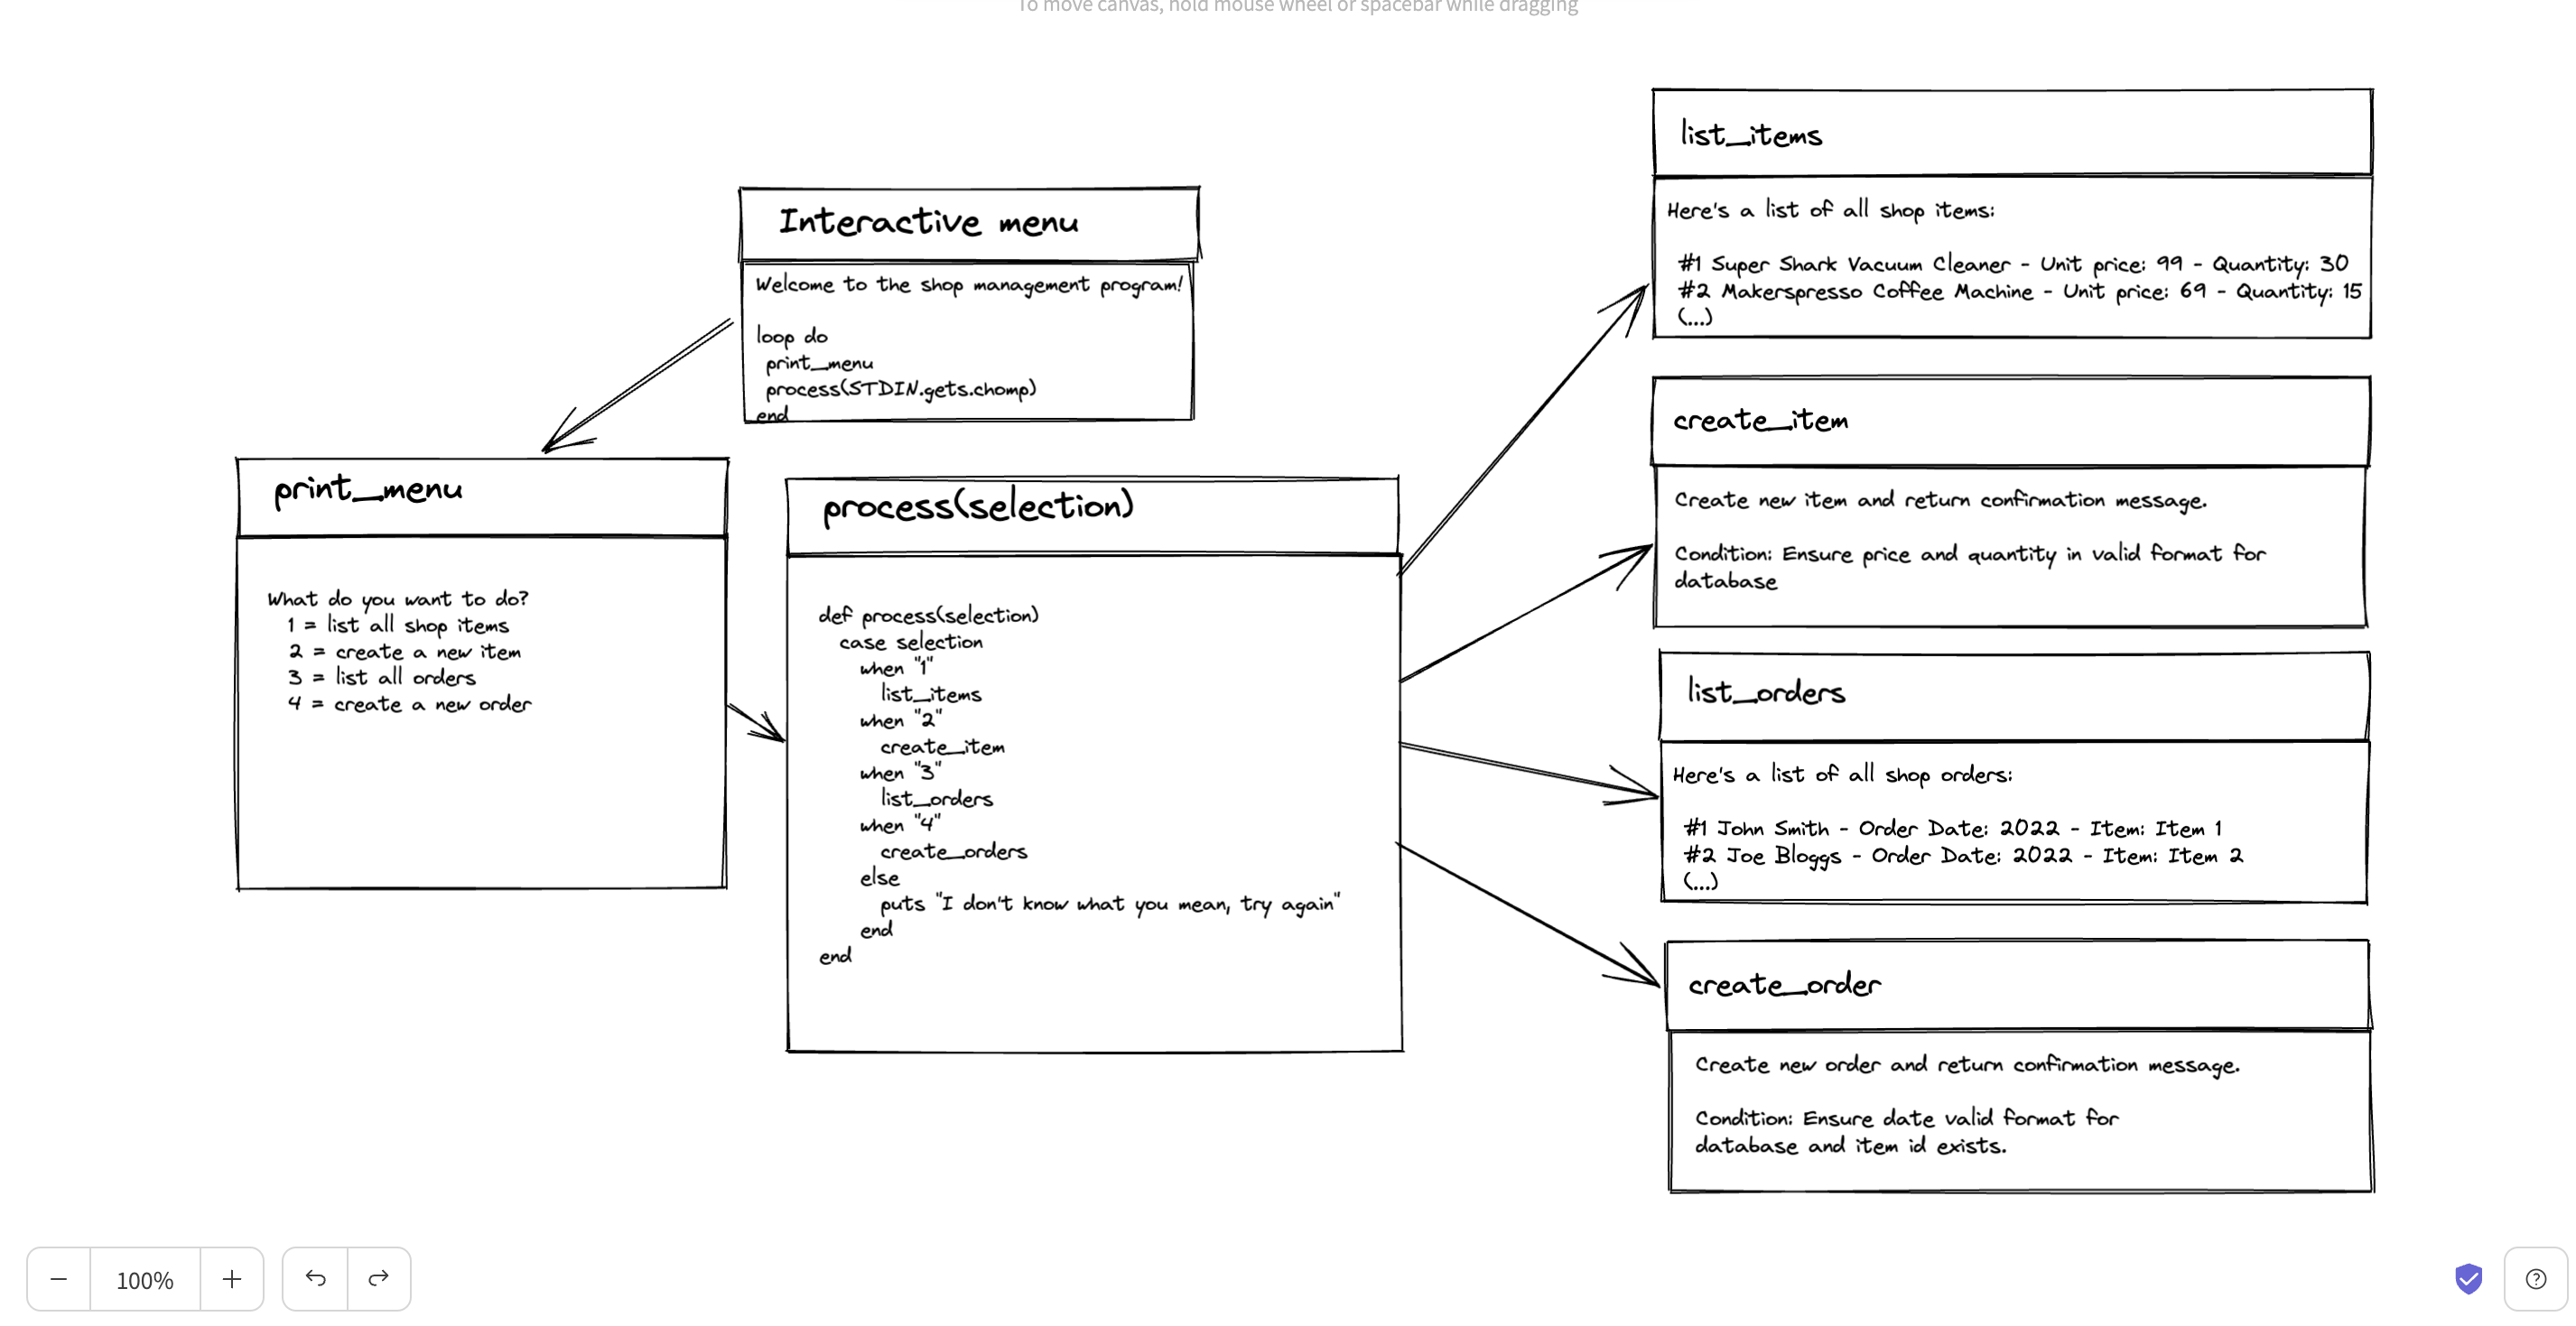 To move canvas, hold mouse wheel or spacebar while dragging
Interactive menu
Welcome to the shop management program!
loop do
print_menu
process(STDIN.gets.chomp)
end
print_menu
What do you want to do?
1 = list all shop items
2 = create a new item
3 = list all orders
4 = create a new order
process(selection)
def process(selection)
case selection
when "1"
list_items
when "2"
create_item
when "3"
list_orders
when "4"
create_orders
else
puts "I don't know what you mean, try again"
end
end
list_items
Here's a list of all shop items:
#1 Super Shark Vacuum Cleaner - Unit price: 99 - Quantity: 30
#2 Makerspresso Coffee Machine - Unit price: 69 - Quantity: 15
(...)
create_item
Create new item and return confirmation message.
Condition: Ensure price and quantity in valid format for
database
list_orders
Here's a list of all shop orders:
#1 John Smith - Order Date: 2022 - Item: Item 1
#2 Joe Bloggs - Order Date: 2022 - Item: Item 2
(...)
create_order
Create new order and return confirmation message.
Condition: Ensure date valid format for
database and item id exists.
100%